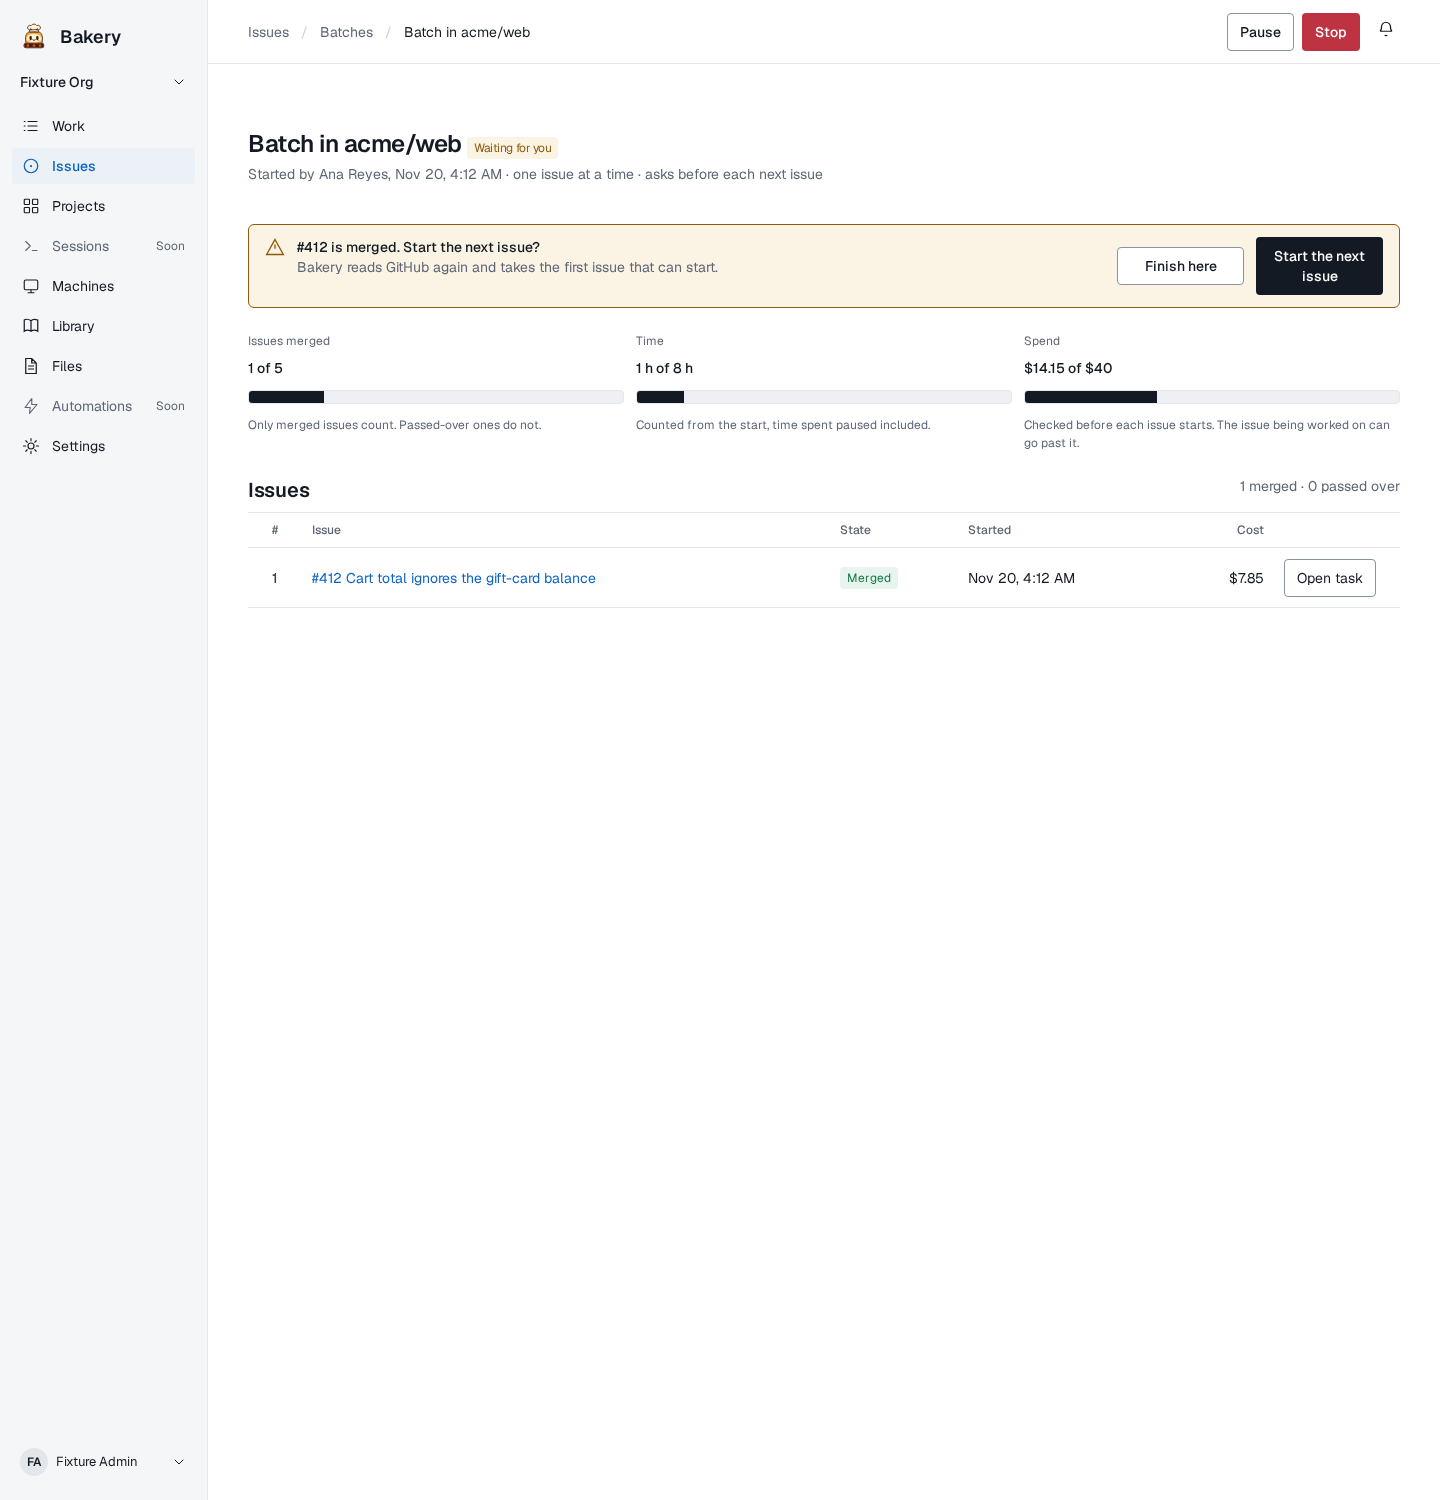 Bakery
Fixture Org
Work
Issues
Projects
Sessions Soon
Machines
Library
Files
Automations Soon
Settings
FA Fixture Admin
Issues / Batches / Batch in acme/web
Pause Stop
Batch in acme/web Waiting for you
Started by Ana Reyes, Nov 20, 4:12 AM · one issue at a time · asks before each next issue
#412 is merged. Start the next issue?
Bakery reads GitHub again and takes the first issue that can start.
Finish here
Start the next
issue
Issues merged
1 of 5
Only merged issues count. Passed-over ones do not.
Time
1 h of 8 h
Counted from the start, time spent paused included.
Spend
$14.15 of $40
Checked before each issue starts. The issue being worked on can
go past it.
Issues
1 merged · 0 passed over
# Issue State Started Cost
1 #412 Cart total ignores the gift-card balance Merged Nov 20, 4:12 AM $7.85 Open task